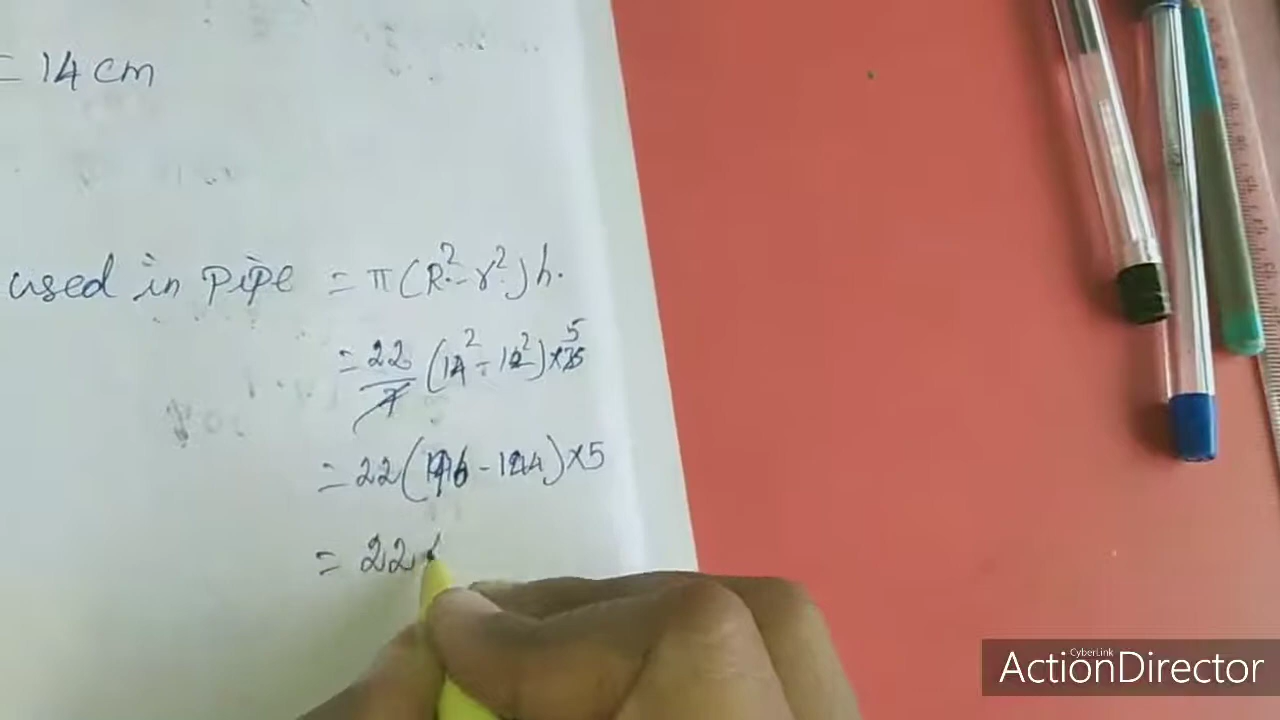 = 14 cm
used in pipe = π(R²-r²)h.
= 22/7 (14²-12²)×35 5
= 22(196-144)×5
= 22
CyberLink
ActionDirector